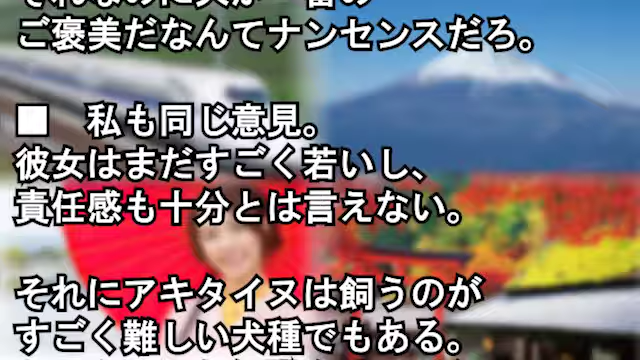 ご褒美だなんてナンセンスだろ。
■ 私も同じ意見。
彼女はまだすごく若いし、
責任感も十分とは言えない。
それにアキタイヌは飼うのが
すごく難しい犬種でもある。